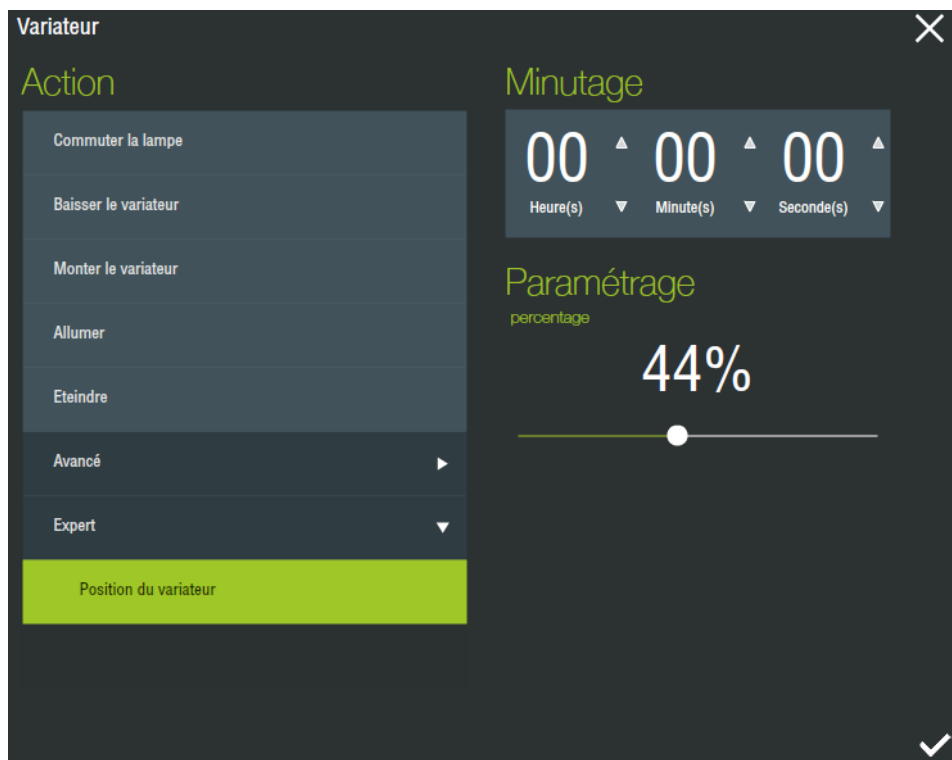 Variateur
Action
Commuter la lampe
Baisser le variateur
Monter le variateur
Allumer
Eteindre
Avancé
Expert
Position du variateur
Minutage
00 00 00
Heure(s) Minute(s) Seconde(s)
Paramétrage
percentage
44%